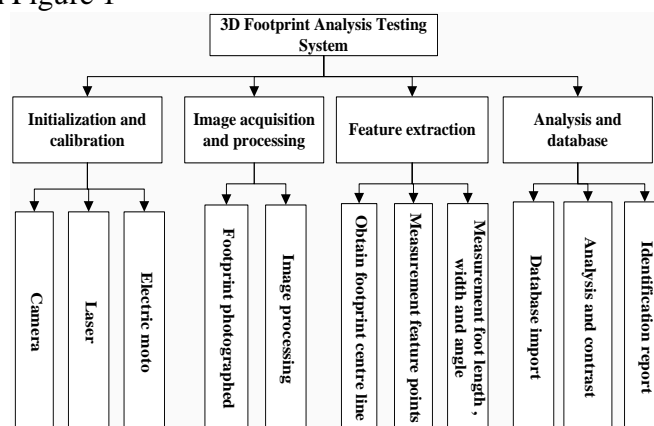 Figure 1
3D Footprint Analysis Testing
System
Initialization and
calibration
Image acquisition
and processing
Feature extraction
Analysis and
database
Camera
Laser
Electric moto
Footprint photographed
Image processing
Obtain footprint centre line
Measurement feature points
Measurement foot length ,
width and angle
Database import
Analysis and contrast
Identification report